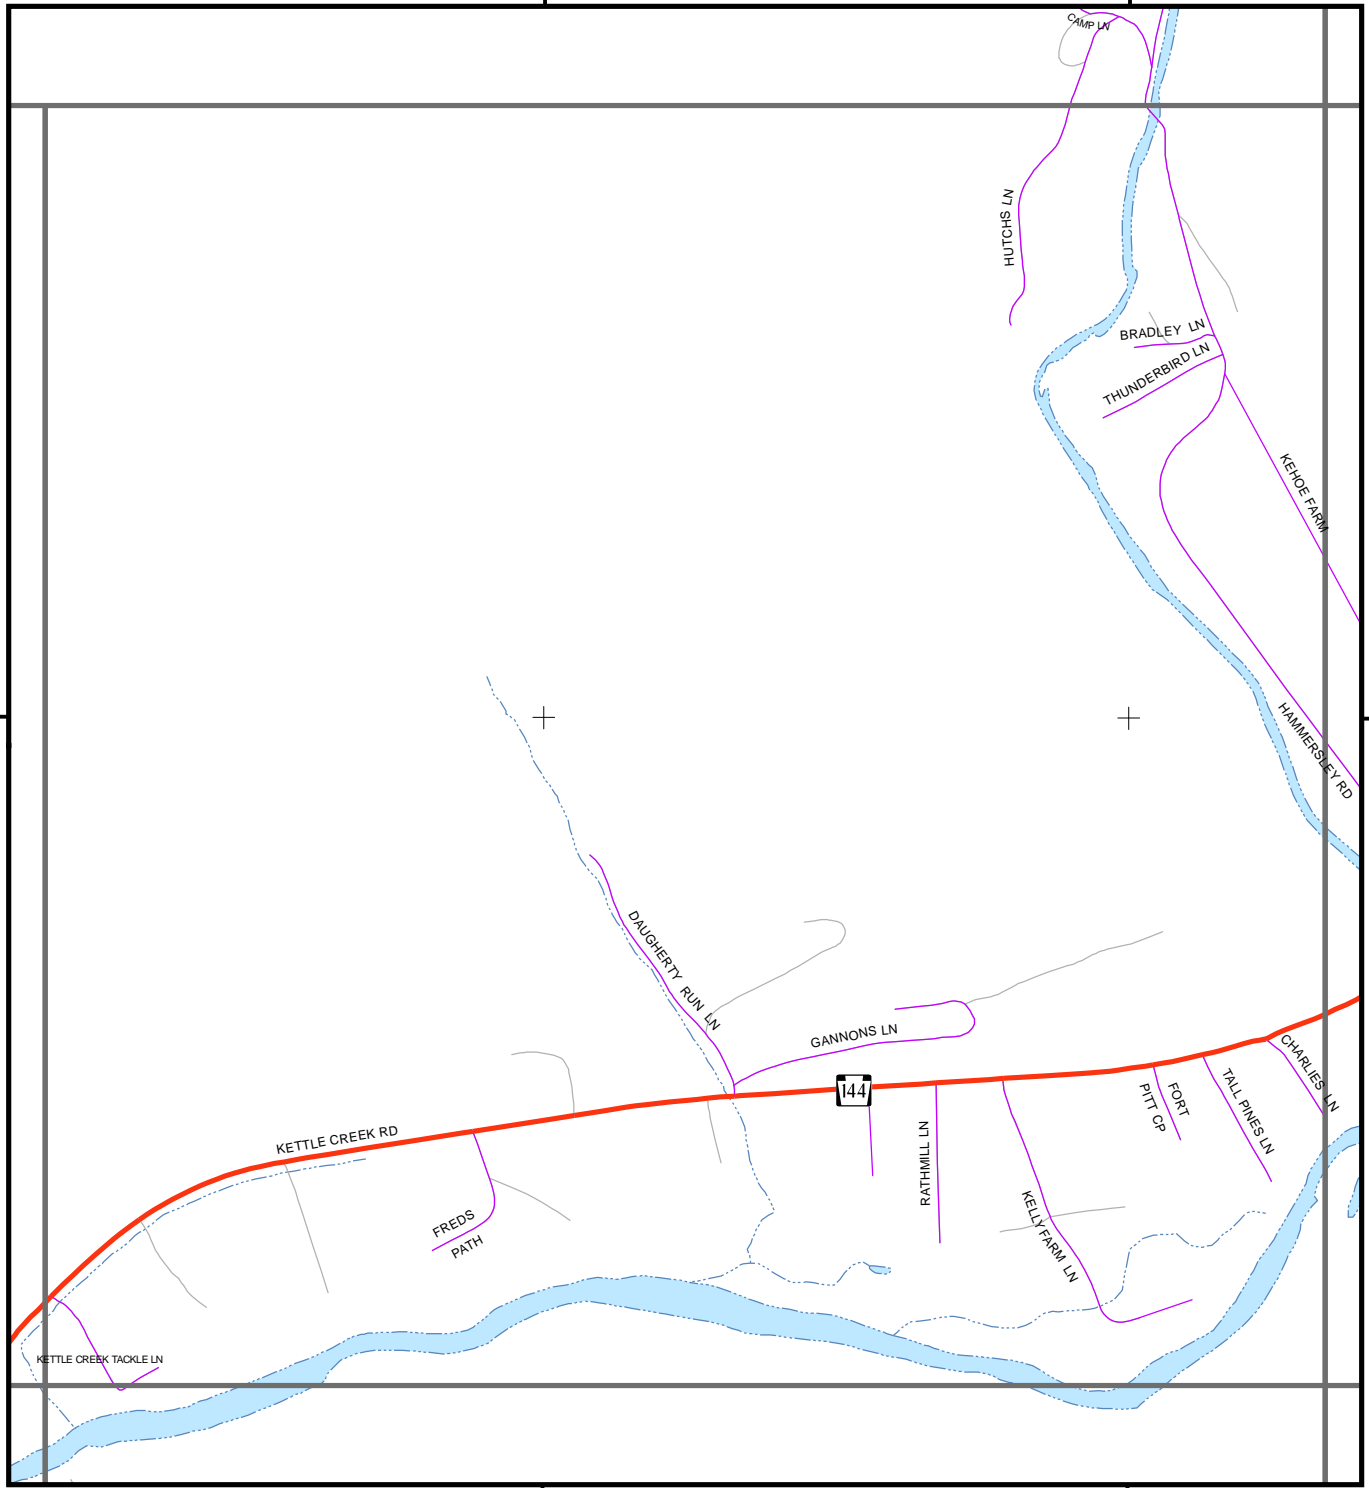 CAMP LN
HUTCHS LN
BRADLEY LN
THUNDERBIRD LN
KEHOE FARM
HAMMERSLEY RD
DAUGHERTY RUN LN
GANNONS LN
144
CHARLIES LN
TALL PINES LN
FORT
PITT CP
RATHMILL LN
KETTLE CREEK RD
KELLYFARM LN
FREDS
PATH
KETTLE CREEK TACKLE LN